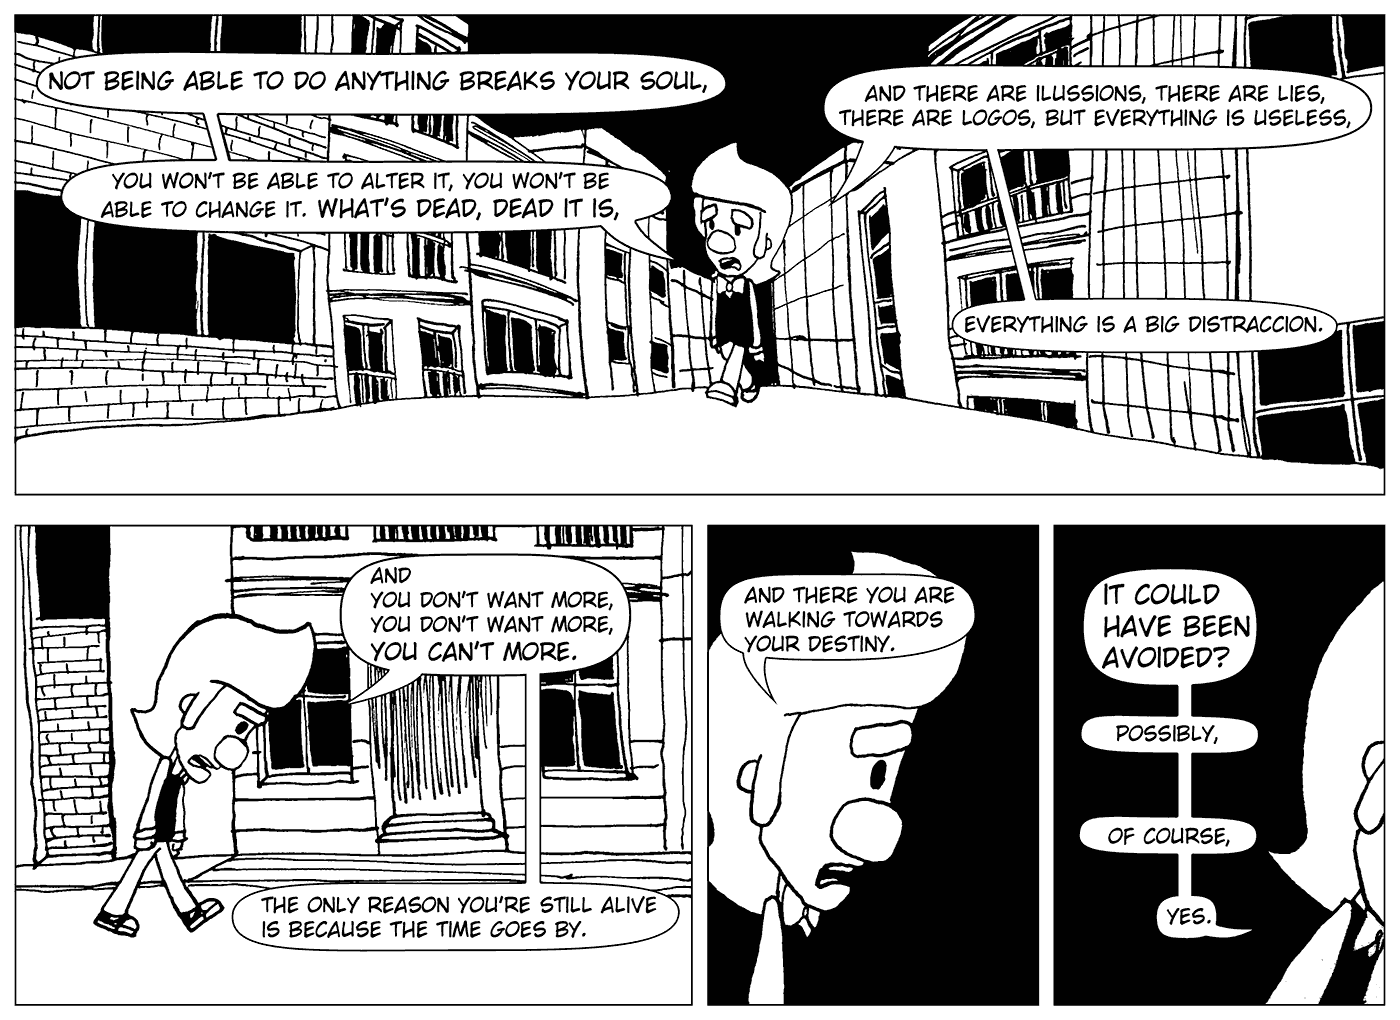 NOT BEING ABLE TO DO ANYTHING BREAKS YOUR SOUL,
YOU WON'T BE ABLE TO ALTER IT, YOU WON'T BE
ABLE TO CHANGE IT. WHAT'S DEAD, DEAD IT IS,
AND THERE ARE ILUSSIONS, THERE ARE LIES,
THERE ARE LOGOS, BUT EVERYTHING IS USELESS,
EVERYTHING IS A BIG DISTRACCION.
AND
YOU DON'T WANT MORE,
YOU DON'T WANT MORE,
YOU CAN'T MORE.
THE ONLY REASON YOU'RE STILL ALIVE
IS BECAUSE THE TIME GOES BY.
AND THERE YOU ARE
WALKING TOWARDS
YOUR DESTINY.
IT COULD
HAVE BEEN
AVOIDED?
POSSIBLY,
OF COURSE,
YES.